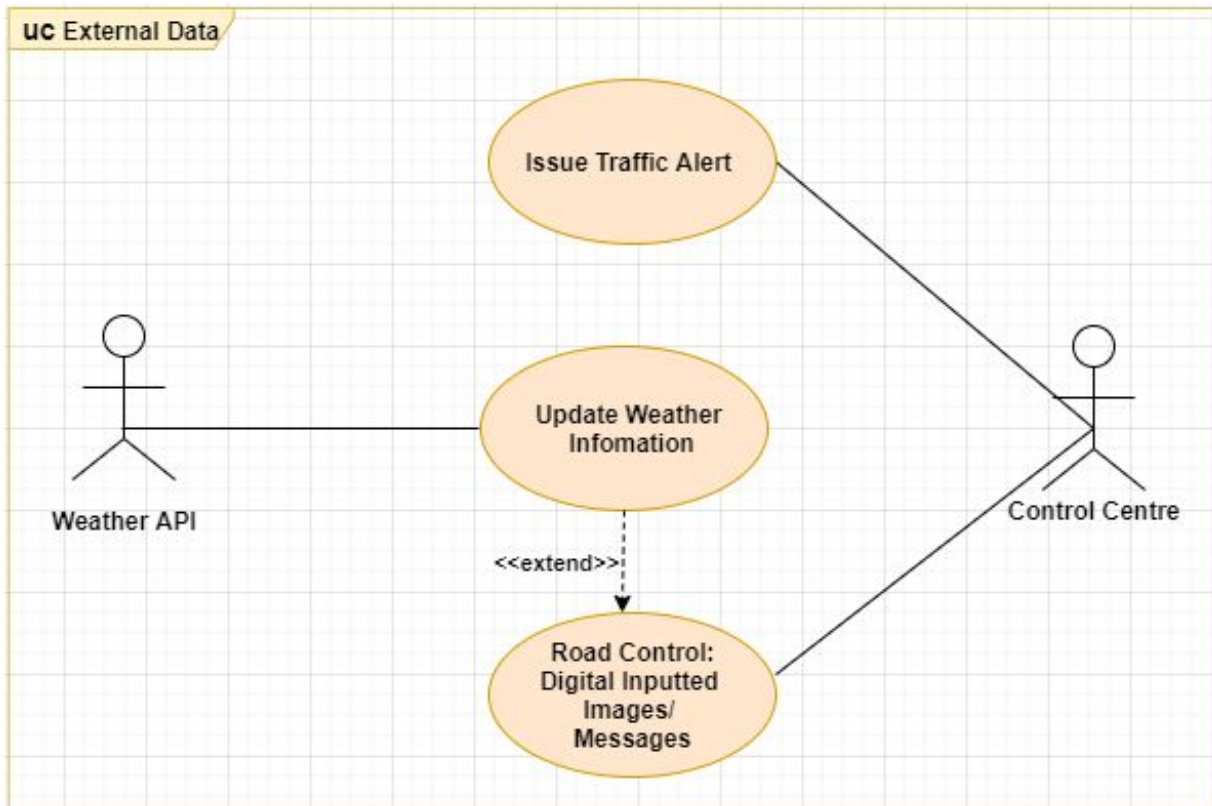 uc External Data
Issue Traffic Alert
Update Weather
Infomation
Weather API
Control Centre
<<extend>>
Road Control:
Digital Inputted
Images/
Messages